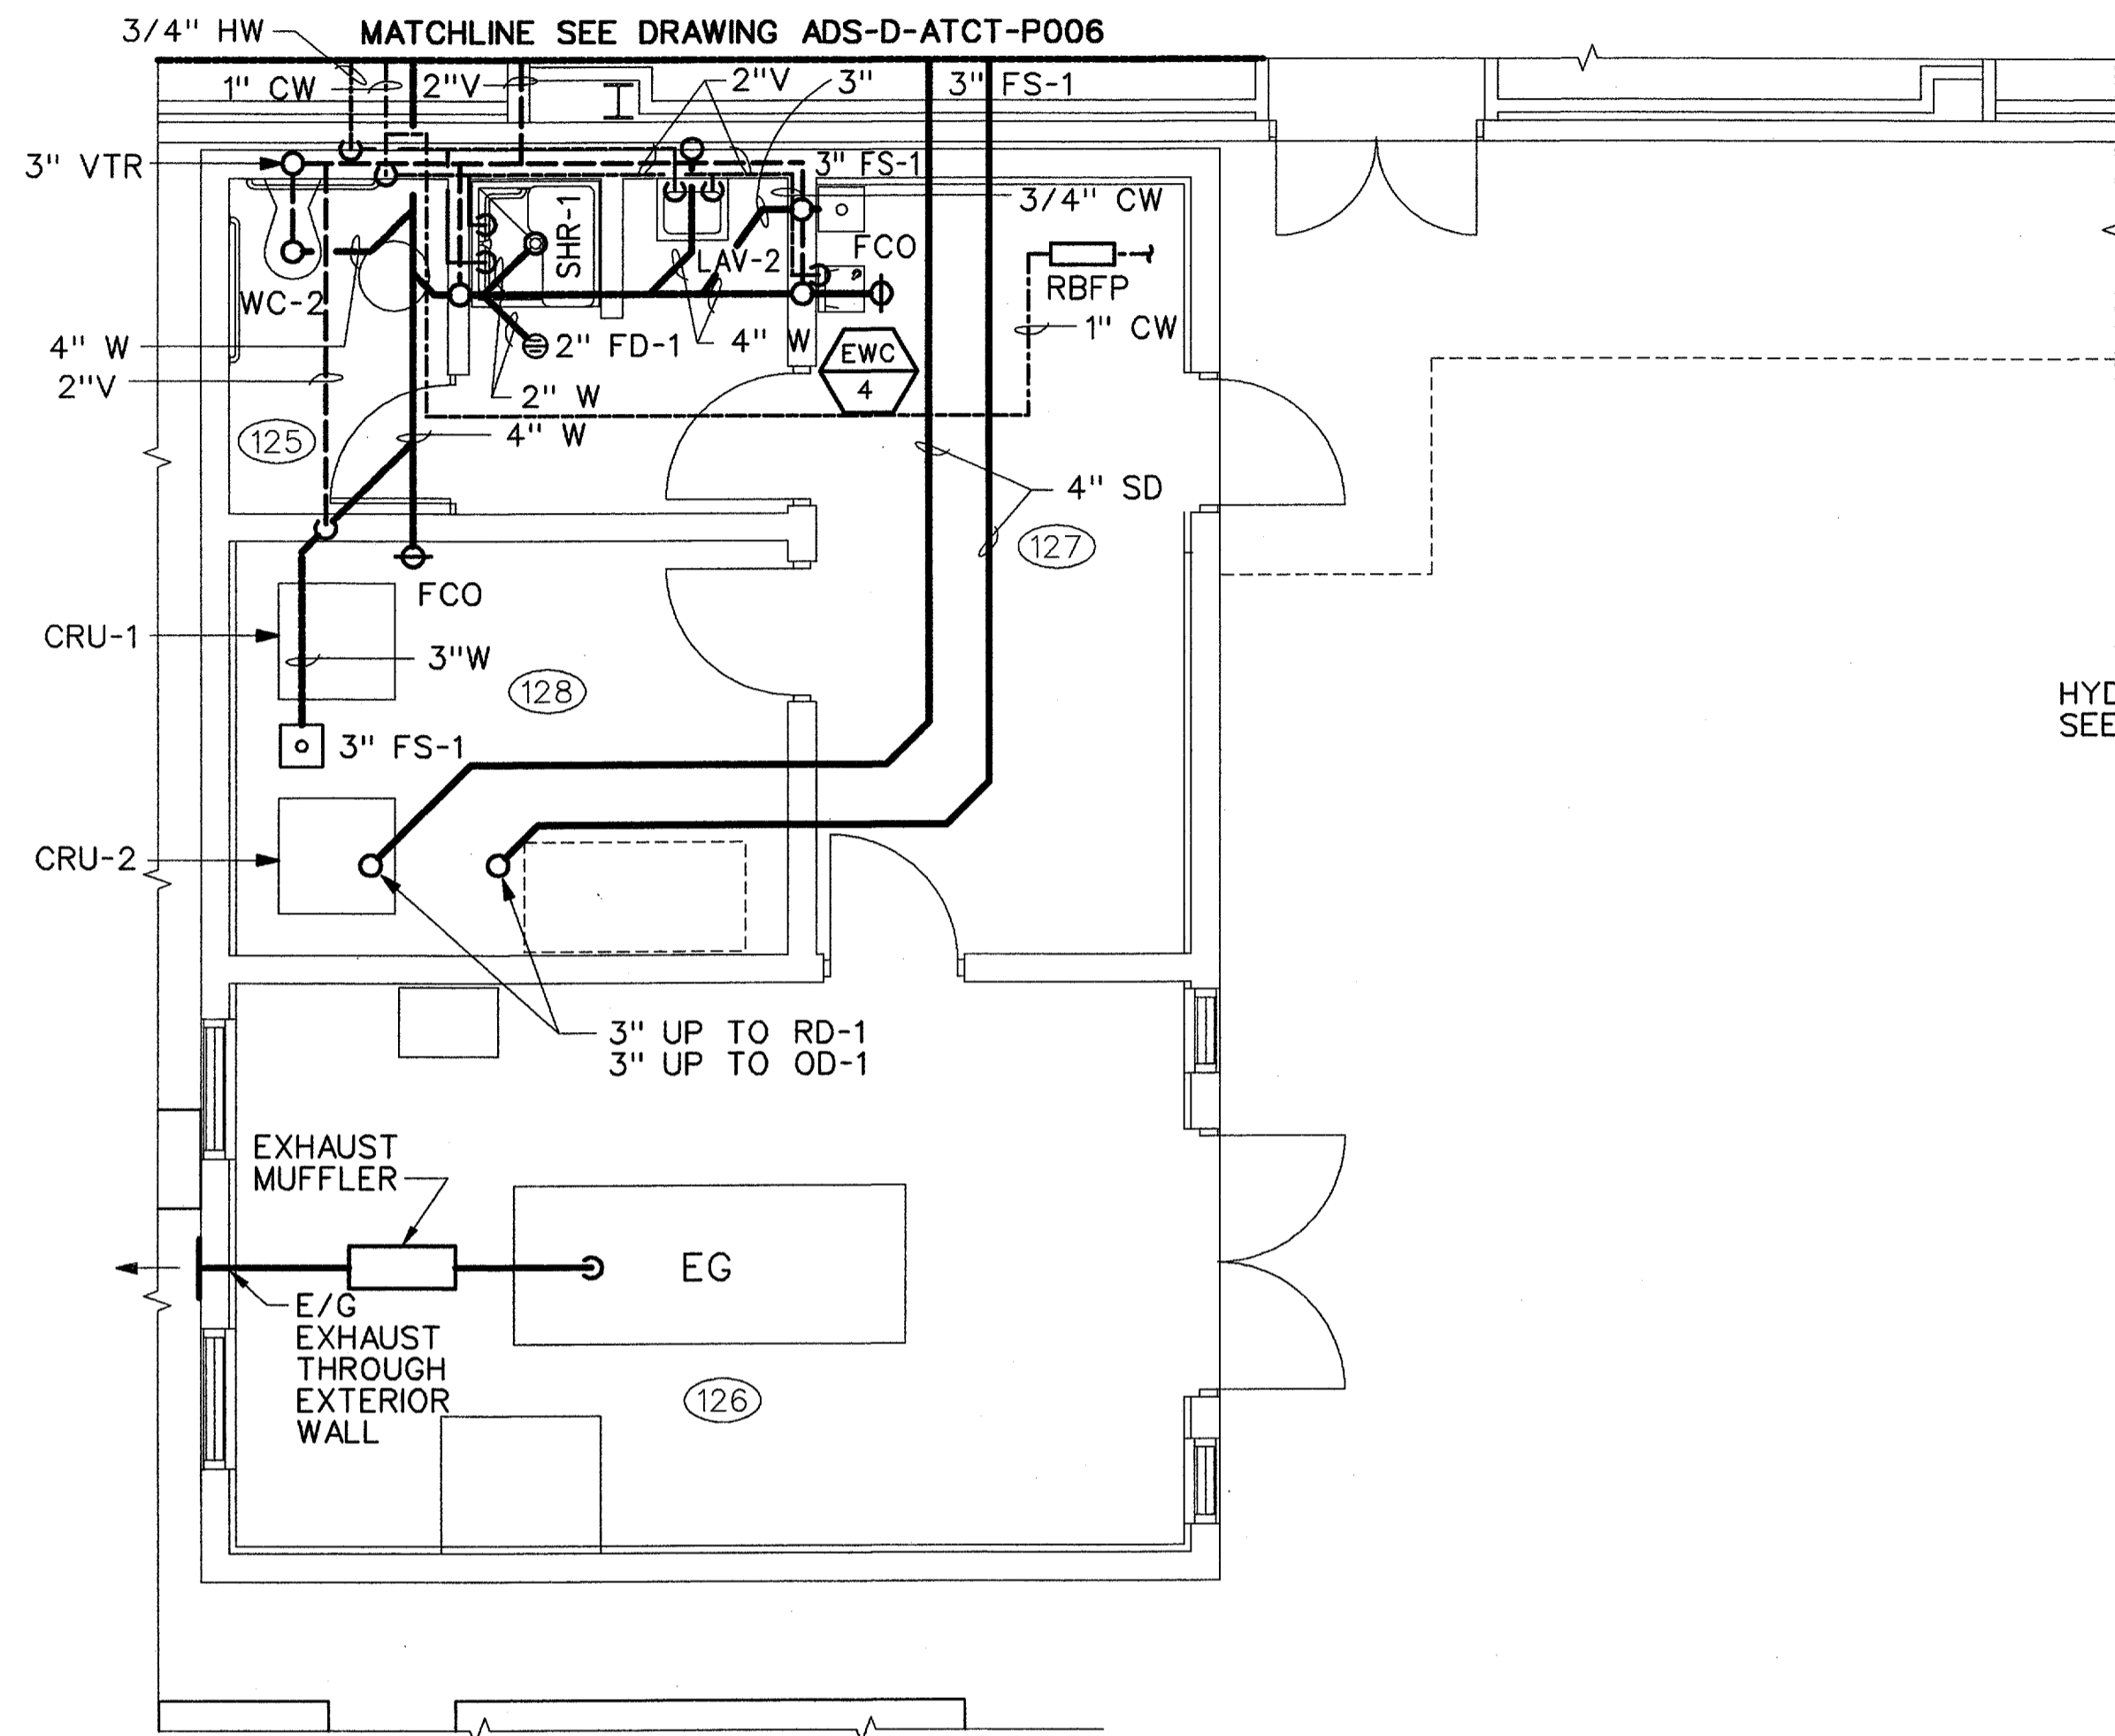 3/4" HW
MATCHLINE SEE DRAWING ADS-D-ATCT-P006
1" CW
2"V
2"V
3"
3" FS-1
3" VTR
3" FS-1
3/4" CW
SHR-1
FCO
LAV-2
RBFP
WC-2
1" CW
4" W
2" FD-1
4" W
EWC
4
2"V
2" W
4" W
125
4" SD
127
FCO
CRU-1
3"W
128
HYD
SEE
3" FS-1
CRU-2
3" UP TO RD-1
3" UP TO OD-1
EXHAUST
MUFFLER
EG
E/G
EXHAUST
THROUGH
EXTERIOR
WALL
126